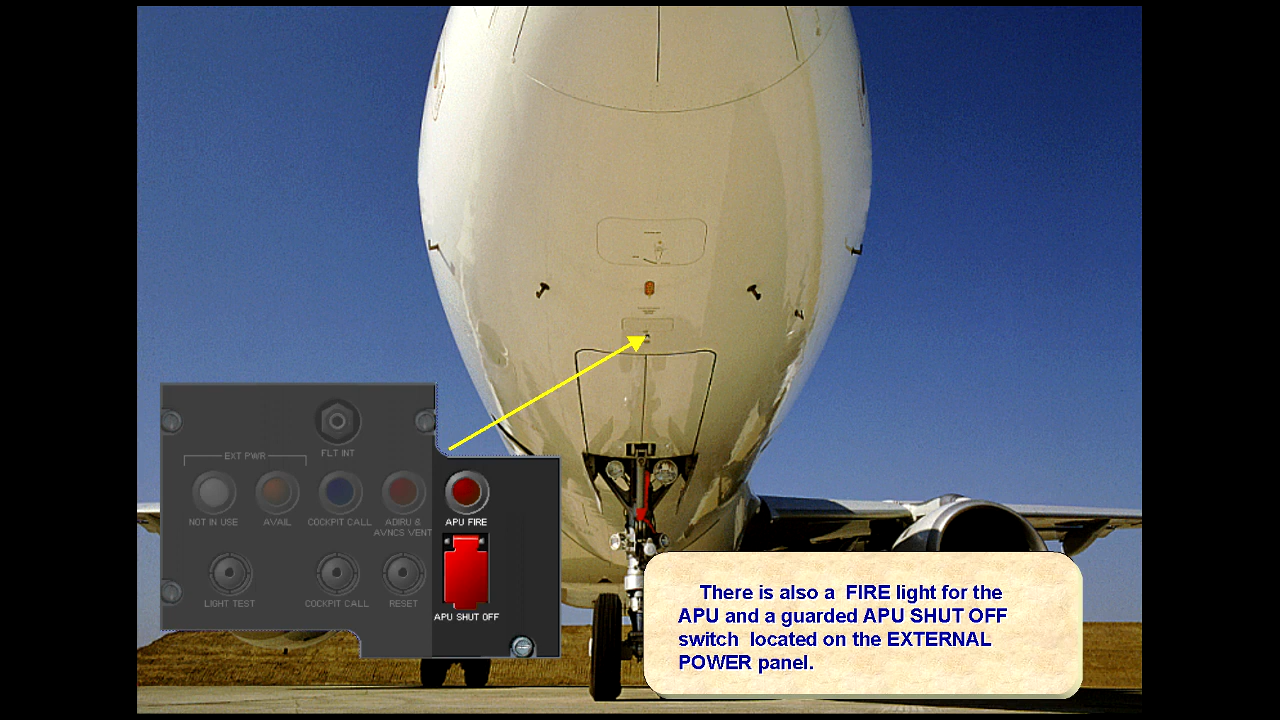 FLT INT
EXT PWR
NOT IN USE
AVAIL
COCKPIT CALL
ADIRU &
AVNCS VENT
APU FIRE
LIGHT TEST
COCKPIT CALL
RESET
APU SHUT OFF
There is also a FIRE light for the
APU and a guarded APU SHUT OFF
switch located on the EXTERNAL
POWER panel.